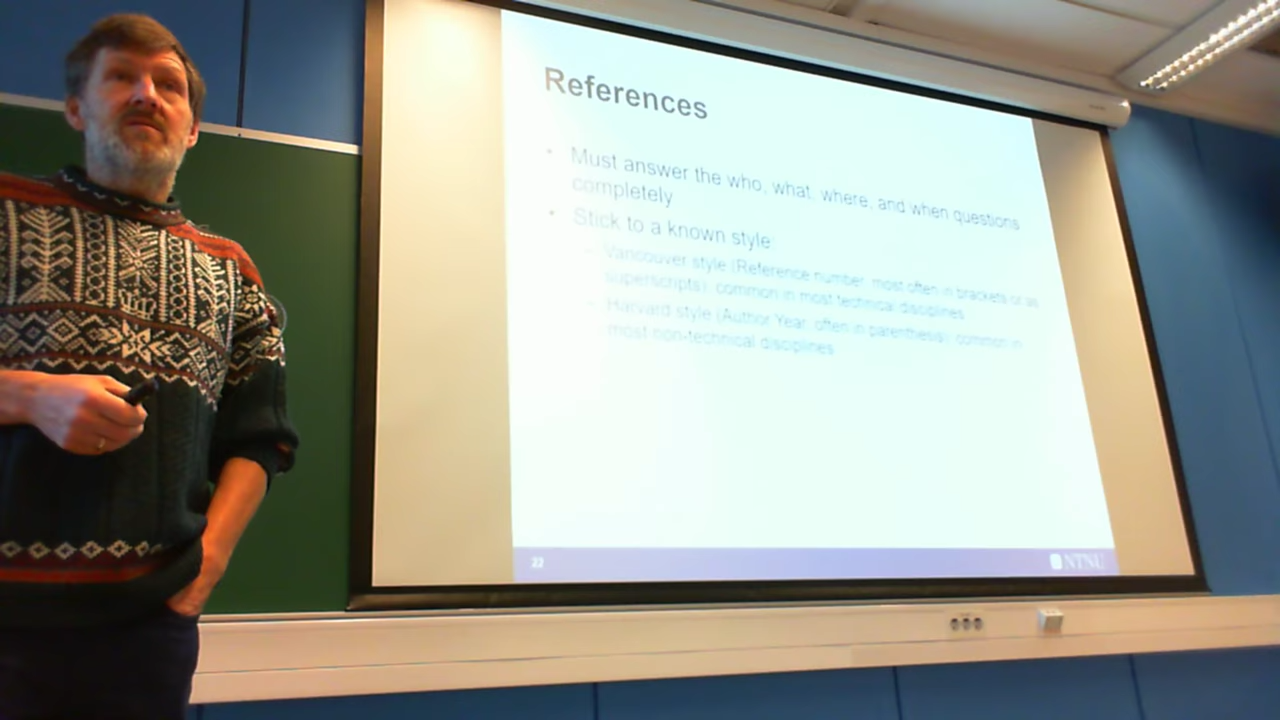 References
• Must answer the who, what, where, and when questions
completely
• Stick to a known style:
– Vancouver style (Reference number, most often in brackets or as
superscripts): common in most technical disciplines
– Harvard style (Author Year, often in parenthesis): common in
most non-technical disciplines
22
NTNU